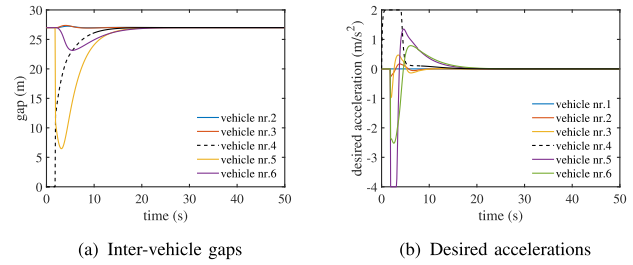 30
25
20
15
10
5
0
gap (m)
vehicle nr.2
vehicle nr.3
vehicle nr.4
vehicle nr.5
vehicle nr.6
0 10 20 30 40 50
time (s)
(a) Inter-vehicle gaps
2
1
0
-1
-2
-3
-4
desired acceleration (m/s²)
vehicle nr.1
vehicle nr.2
vehicle nr.3
vehicle nr.4
vehicle nr.5
vehicle nr.6
0 10 20 30 40 50
time (s)
(b) Desired accelerations